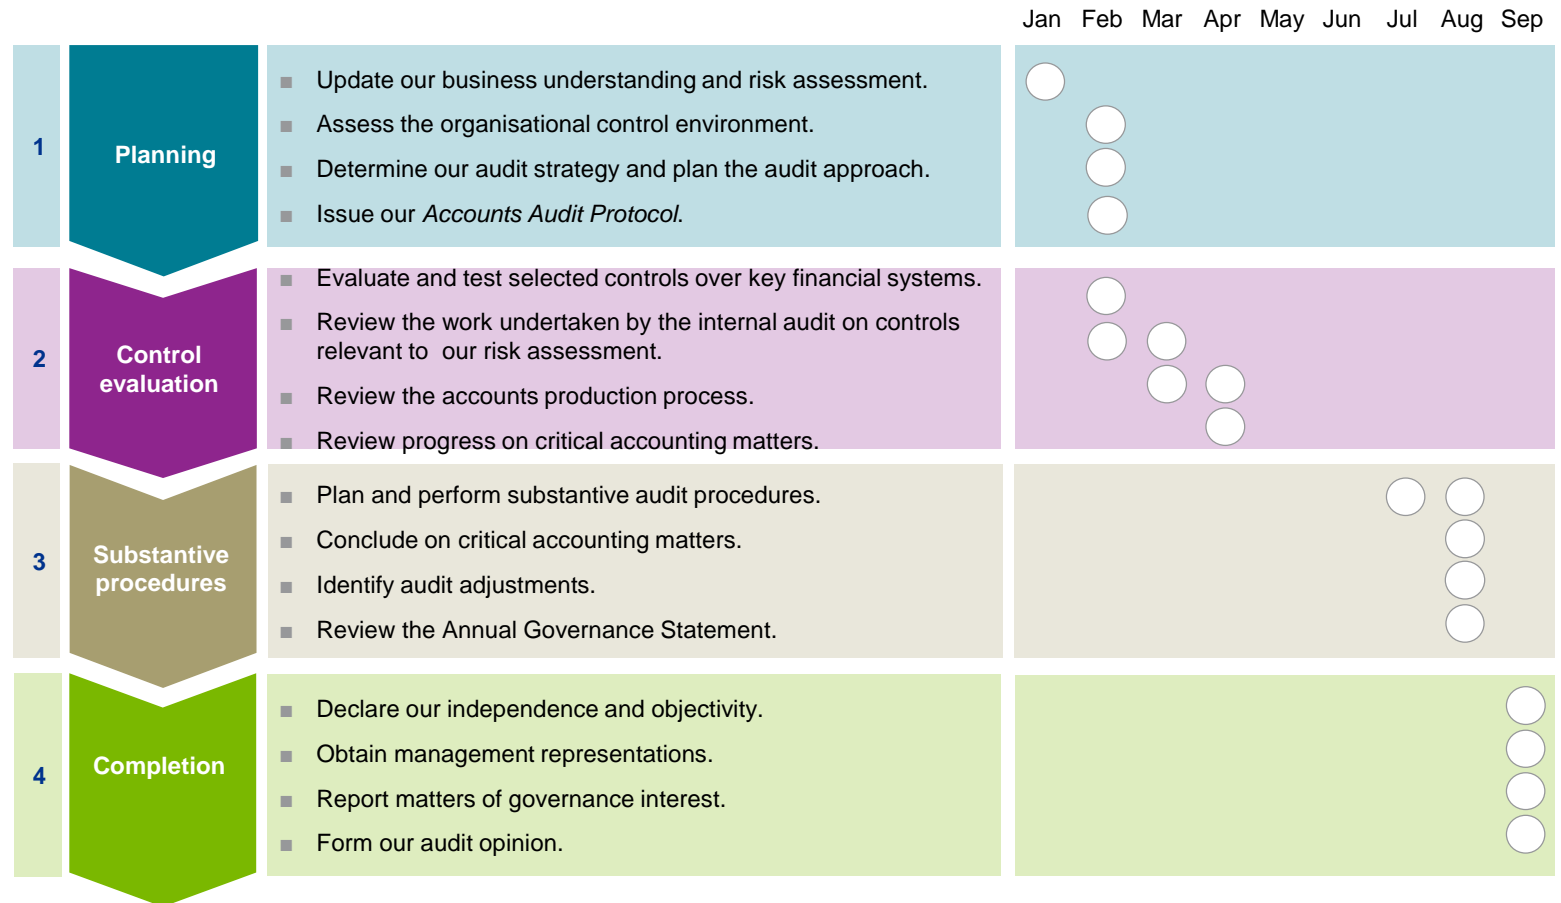 Jan Feb Mar Apr May Jun Jul Aug Sep
1
Planning
Update our business understanding and risk assessment.
Assess the organisational control environment.
Determine our audit strategy and plan the audit approach.
Issue our Accounts Audit Protocol.
2
Control
evaluation
Evaluate and test selected controls over key financial systems.
Review the work undertaken by the internal audit on controls
relevant to  our risk assessment.
Review the accounts production process.
Review progress on critical accounting matters.
3
Substantive
procedures
Plan and perform substantive audit procedures.
Conclude on critical accounting matters.
Identify audit adjustments.
Review the Annual Governance Statement.
4
Completion
Declare our independence and objectivity.
Obtain management representations.
Report matters of governance interest.
Form our audit opinion.